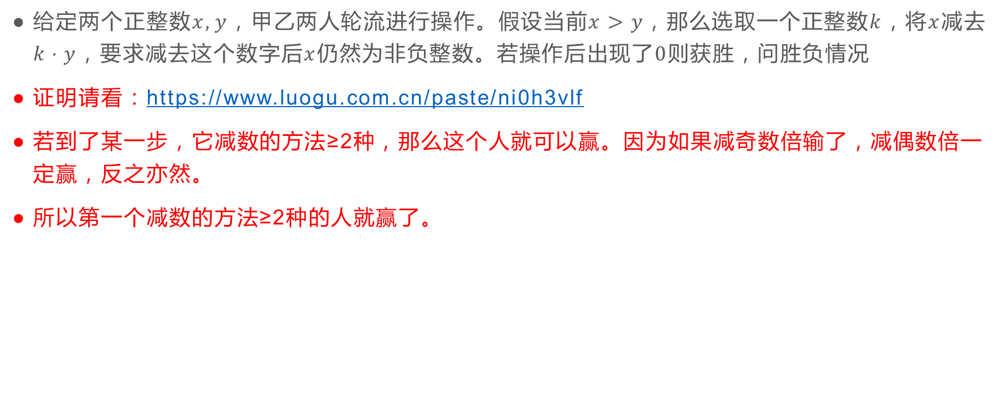 ● 给定两个正整数x, y，甲乙两人轮流进行操作。假设当前x > y，那么选取一个正整数k，将x减去
k · y，要求减去这个数字后x仍然为非负整数。若操作后出现了0则获胜，问胜负情况
● 证明请看：https://www.luogu.com.cn/paste/ni0h3vlf
● 若到了某一步，它减数的方法≥2种，那么这个人就可以赢。因为如果减奇数倍输了，减偶数倍一
定赢，反之亦然。
● 所以第一个减数的方法≥2种的人就赢了。